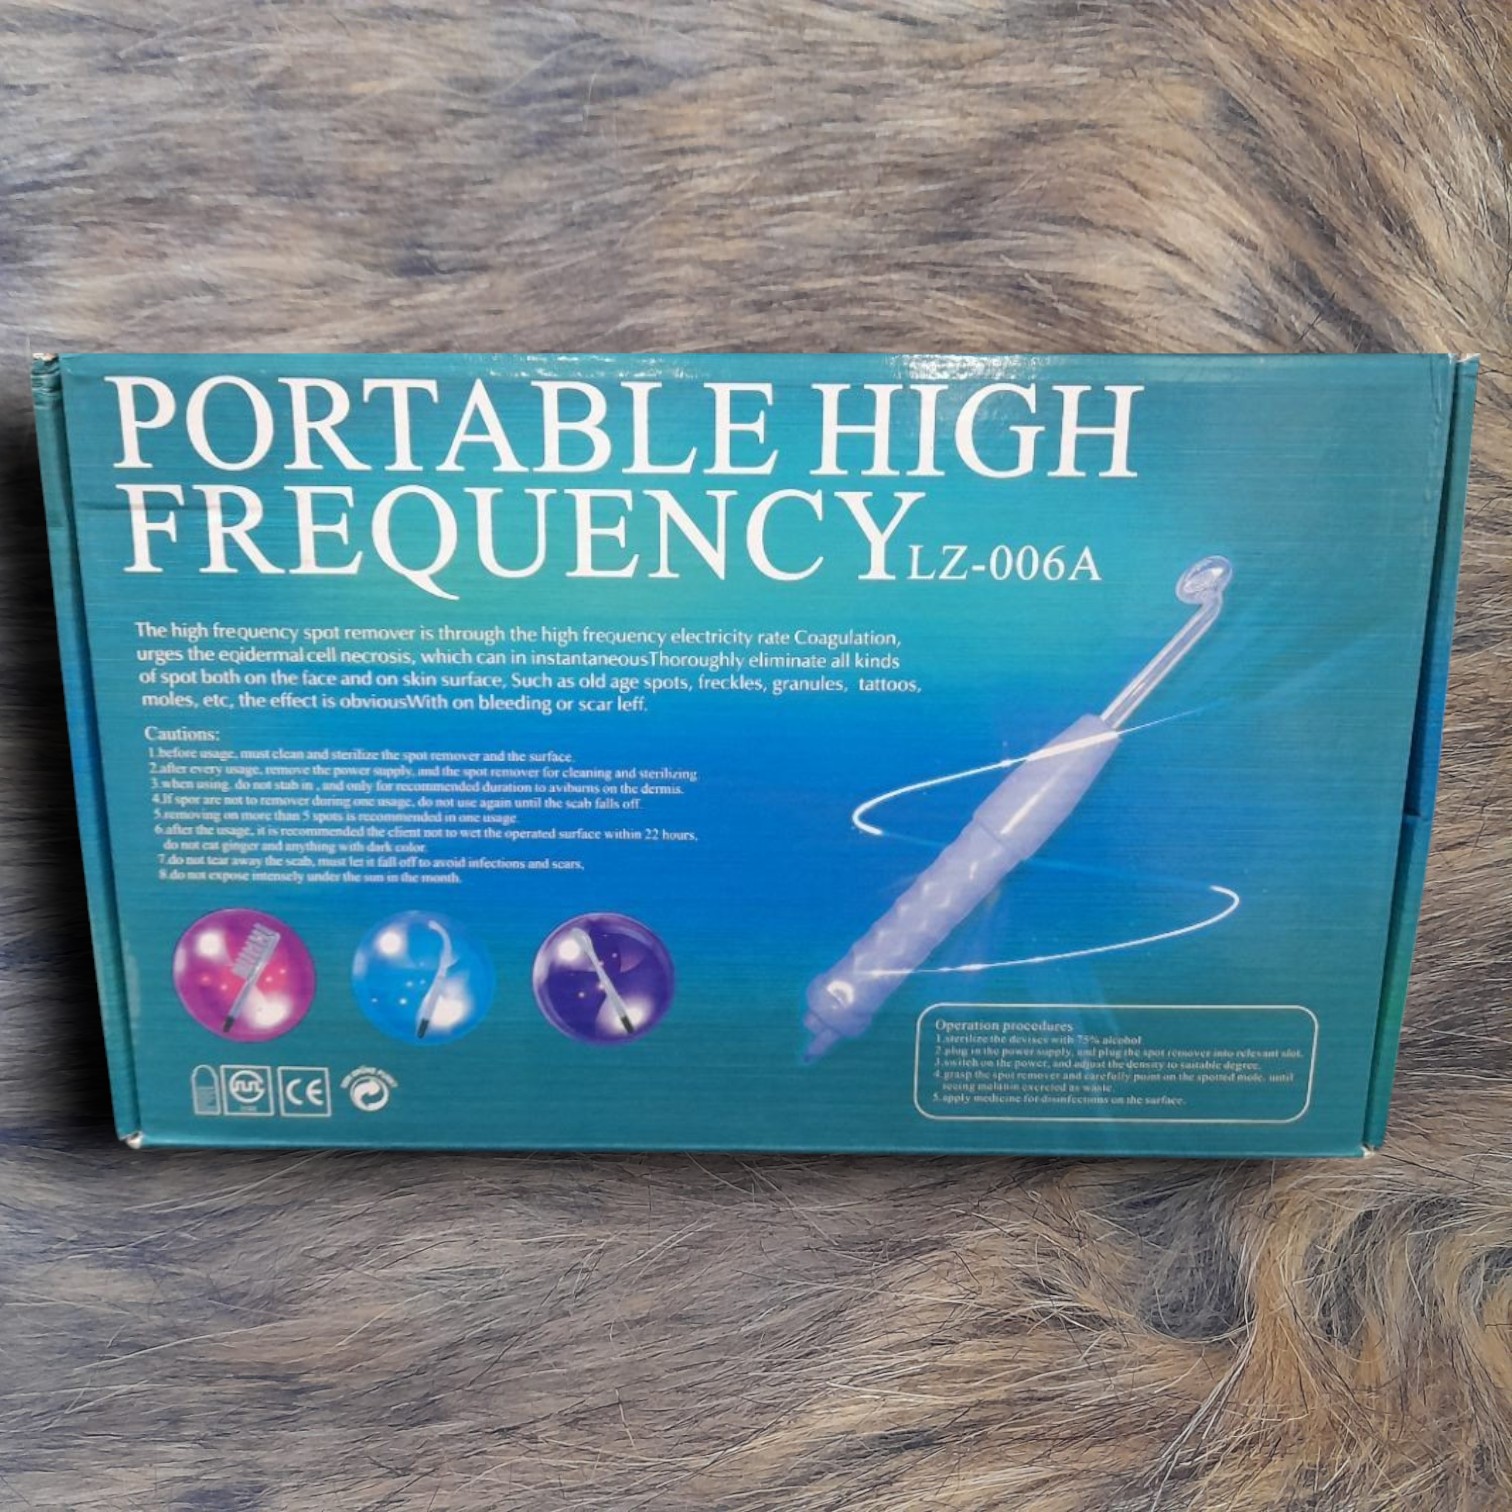 PORTABLE HIGH
FREQUENCY LZ-006A
The high frequency spot remover is through the high frequency electricity rate Coagulation,
urges the eqidermal cell necrosis, which can in instantaneousThoroughly eliminate all kinds
of spot both on the face and on skin surface, Such as old age spots, freckles, granules, tattoos,
moles, etc, the effect is obviousWith on bleeding or scar leff.
Cautions:
1.before usage, must clean and sterilize the spot remover and the surface.
2.after every usage, remove the power supply, and the spot remover for cleaning and sterilizing
3.when using, do not stab in , and only for recommended duration to aviburns on the dermis.
4.If spor are not to remover during one usage, do not use again until the scab falls off.
5.removing on more than 5 spots is recommended in one usage.
6.after the usage, it is recommended the client not to wet the operated surface within 22 hours,
do not eat ginger and anything with dark color.
7.do not tear away the scab, must let it fall off to avoid infections and scars,
8.do not expose intensely under the sun in the month.
CE
Operation procedures
1.sterilize the devises with 75% alcohol
2.plug in the power supply, and plug the spot remover into relevant slot.
3.switch on the power, and adjust the density to suitable degree.
4.grasp the spot remover and carefully point on the spotted mole, until
seeing melanin excreted as waste.
5.apply medicine for disinfections on the surface.